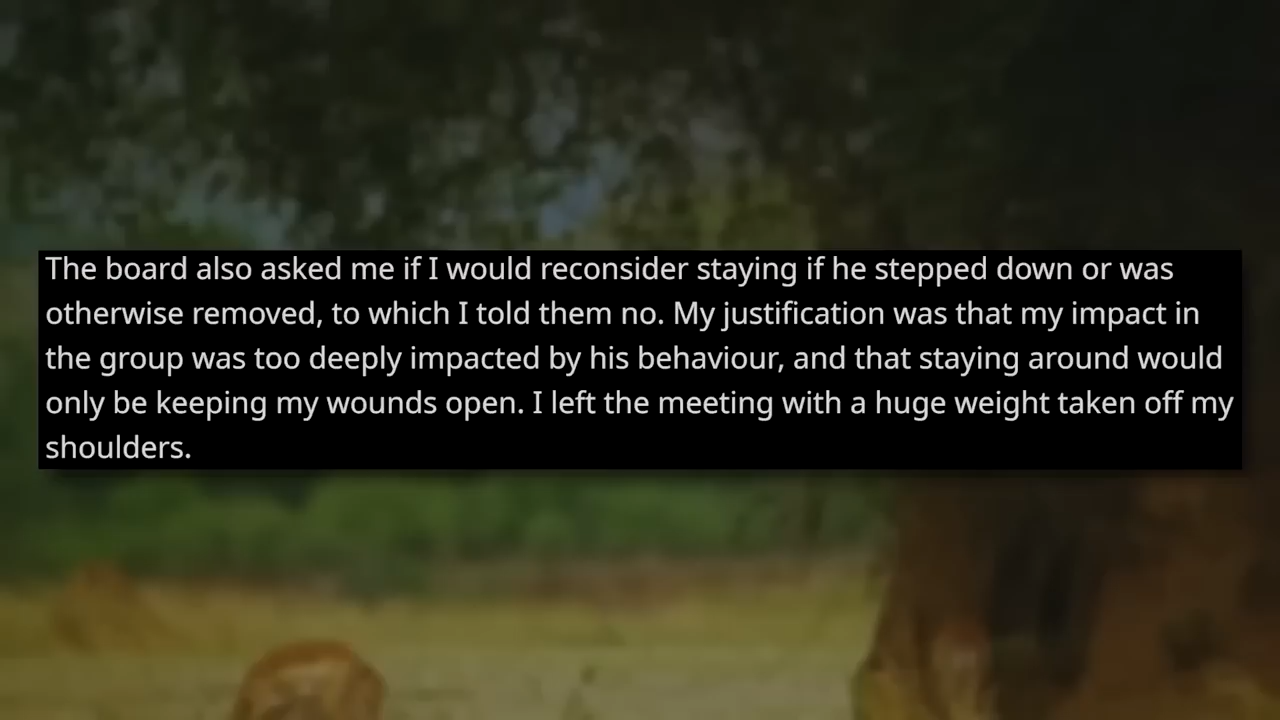 The board also asked me if I would reconsider staying if he stepped down or was
otherwise removed, to which I told them no. My justification was that my impact in
the group was too deeply impacted by his behaviour, and that staying around would
only be keeping my wounds open. I left the meeting with a huge weight taken off my
shoulders.